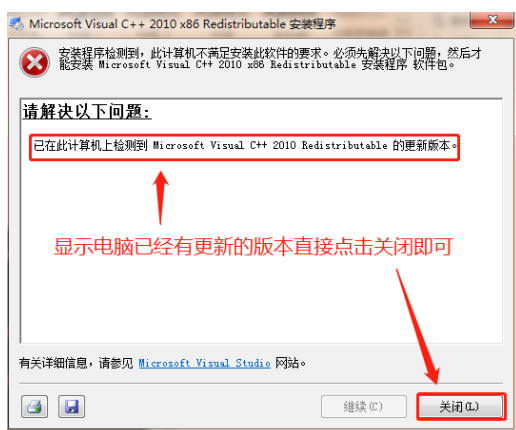 Microsoft Visual C++ 2010 x86 Redistributable 安装程序
安装程序检测到，此计算机不满足安装此软件的要求。必须先解决以下问题，然后才
能安装 Microsoft Visual C++ 2010 x86 Redistributable 安装程序 软件包。
请解决以下问题:
已在此计算机上检测到 Microsoft Visual C++ 2010 Redistributable 的更新版本。
显示电脑已经有更新的版本直接点击关闭即可
有关详细信息，请参见 Microsoft Visual Studio 网站。
继续(C)
关闭(L)